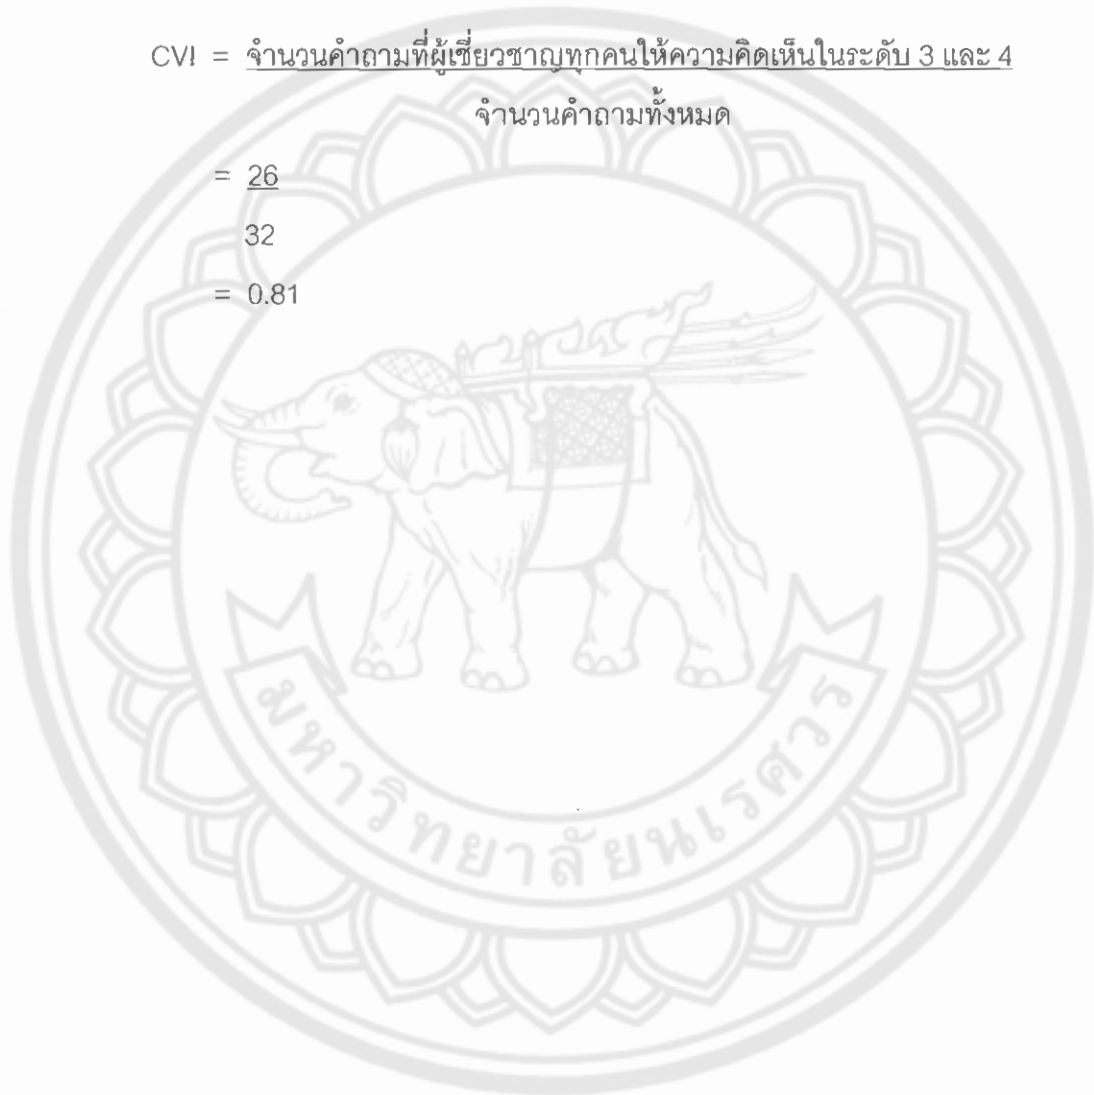 CVI = จำนวนคำถามที่ผู้เชี่ยวชาญทุกคนให้ความคิดเห็นในระดับ 3 และ 4
จำนวนคำถามทั้งหมด
= 26
32
= 0.81
มหาวิทยาลัยนเรศวร